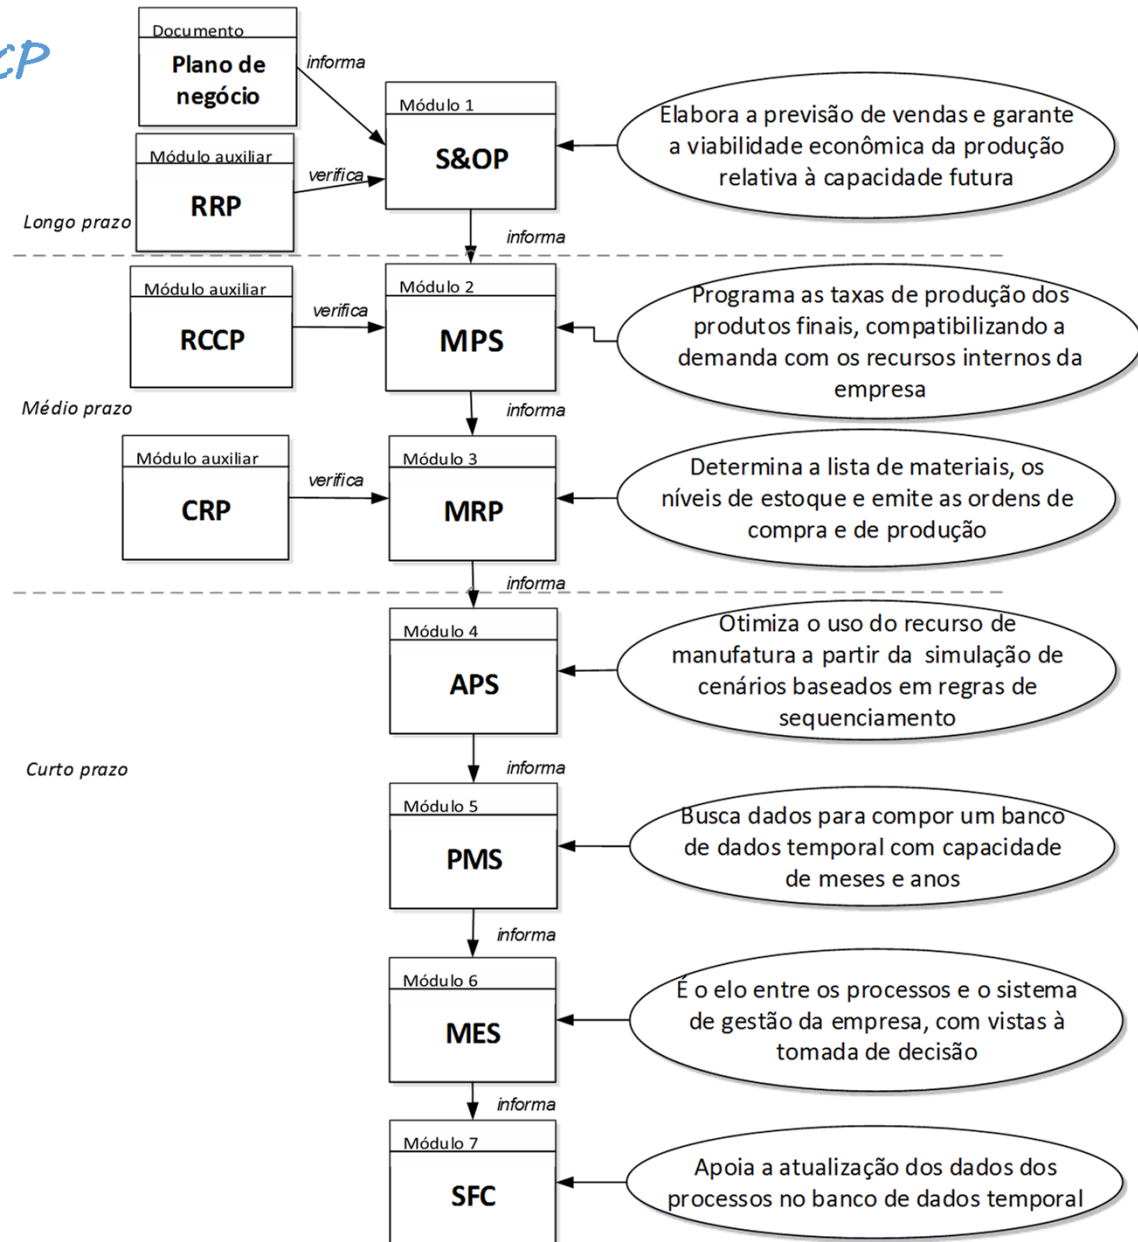 CP
Documento
Plano de
negócio
informa
Módulo 1
S&OP
Elabora a previsão de vendas e garante
a viabilidade econômica da produção
relativa à capacidade futura
Módulo auxiliar
RRP
verifica
Longo prazo
informa
Módulo auxiliar
RCCP
verifica
Módulo 2
MPS
Programa as taxas de produção dos
produtos finais, compatibilizando a
demanda com os recursos internos da
empresa
Médio prazo
informa
Módulo auxiliar
CRP
verifica
Módulo 3
MRP
Determina a lista de materiais, os
níveis de estoque e emite as ordens de
compra e de produção
informa
Módulo 4
APS
Otimiza o uso do recurso de
manufatura a partir da simulação de
cenários baseados em regras de
sequenciamento
Curto prazo
informa
Módulo 5
PMS
Busca dados para compor um banco
de dados temporal com capacidade
de meses e anos
informa
Módulo 6
MES
É o elo entre os processos e o sistema
de gestão da empresa, com vistas à
tomada de decisão
informa
Módulo 7
SFC
Apoia a atualização dos dados dos
processos no banco de dados temporal